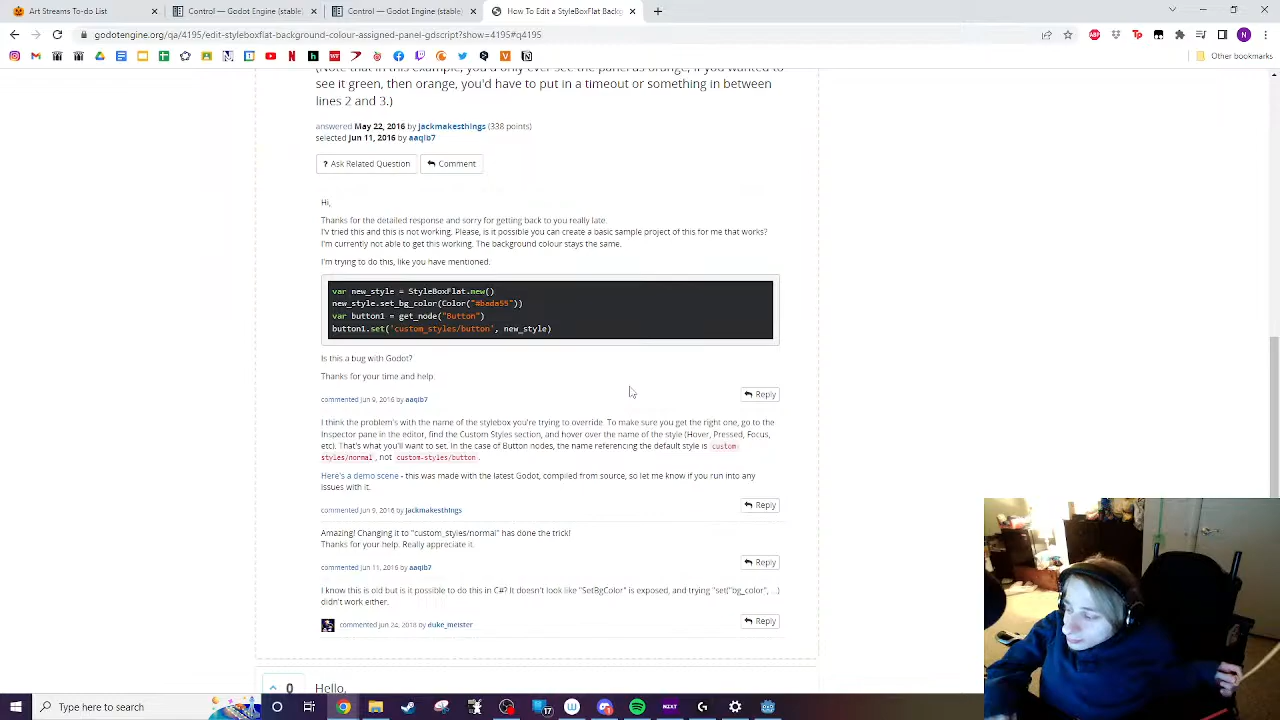 Art Streams To-do List
Control — Godot Engine (stable)
Control — Godot Engine (stable)
How To Edit a StyleBoxFlat Backg
godotengine.org/qa/4195/edit-styleboxflat-background-colour-assigned-panel-gdscript?show=4195#q4195
Other bookmarks
(Note that in this example, you'd only ever see the panel as orange, if you wanted to
see it green, then orange, you'd have to put in a timeout or something in between
lines 2 and 3.)
answered May 22, 2016 by jackmakesthings (338 points)
selected Jun 11, 2016 by aaqib7
? Ask Related Question
Comment
Hi,
Thanks for the detailed response and sorry for getting back to you really late.
I'v tried this and this is not working. Please, is it possible you can create a basic sample project of this for me that works?
I'm currently not able to get this working. The background colour stays the same.
I'm trying to do this, like you have mentioned.
var new_style = StyleBoxFlat.new()
new_style.set_bg_color(Color("#bada55"))
var button1 = get_node("Button")
button1.set('custom_styles/button', new_style)
Is this a bug with Godot?
Thanks for your time and help.
commented Jun 9, 2016 by aaqib7
Reply
I think the problem's with the name of the stylebox you're trying to override. To make sure you get the right one, go to the
Inspector pane in the editor, find the Custom Styles section, and hover over the name of the style (Hover, Pressed, Focus,
etc). That's what you'll want to set. In the case of Button nodes, the name referencing the default style is custom-
styles/normal, not custom-styles/button.
Here's a demo scene - this was made with the latest Godot, compiled from source, so let me know if you run into any
issues with it.
commented Jun 9, 2016 by jackmakesthings
Reply
Amazing! Changing it to "custom_styles/normal" has done the trick!
Thanks for your help. Really appreciate it.
commented Jun 11, 2016 by aaqib7
Reply
I know this is old but is it possible to do this in C#? It doesn't look like "SetBgColor" is exposed, and trying "set("bg_color", ...)
didn't work either.
commented Jun 24, 2018 by duke_meister
Reply
0
Hello,
Type here to search